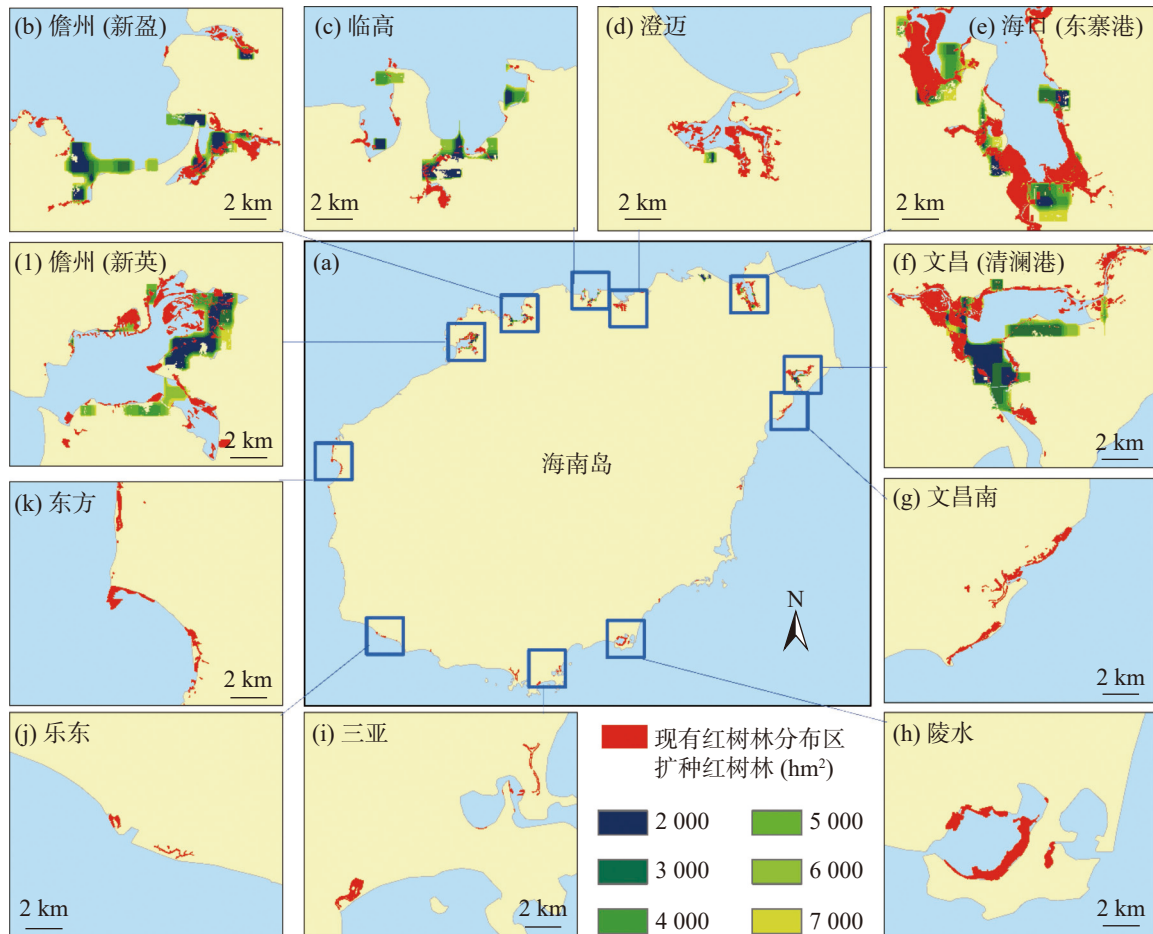 (b) 儋州 (新盈)
2 km
(c) 临高
2 km
(d) 澄迈
2 km
(e) 海口 (东寨港)
2 km
(1) 儋州 (新英)
2 km
(a)
海南岛
N
(f) 文昌 (清澜港)
2 km
(k) 东方
2 km
(g) 文昌南
2 km
(j) 乐东
2 km
(i) 三亚
2 km
现有红树林分布区
扩种红树林 (hm²)
2 000
5 000
3 000
6 000
4 000
7 000
(h) 陵水
2 km